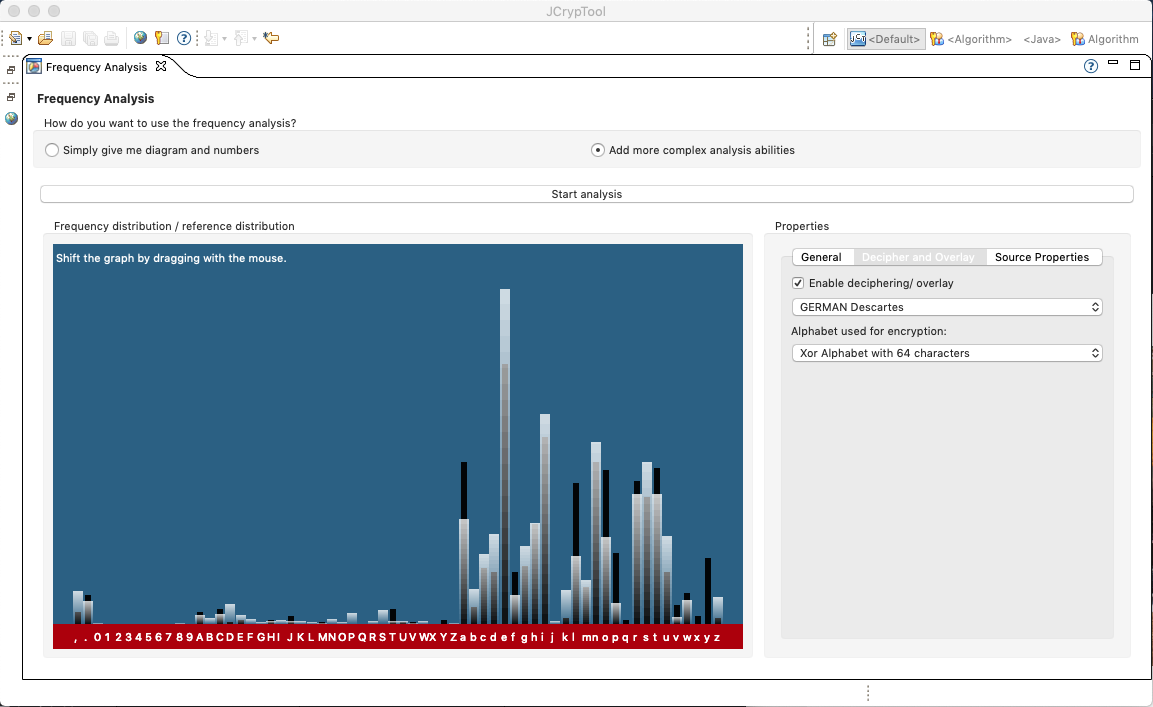 JCrypTool
<Default> <Algorithm> <Java> Algorithm
Frequency Analysis
Frequency Analysis
How do you want to use the frequency analysis?
Simply give me diagram and numbers Add more complex analysis abilities
Start analysis
Frequency distribution / reference distribution Properties
Shift the graph by dragging with the mouse.
General Decipher and Overlay Source Properties
Enable deciphering/ overlay
GERMAN Descartes
Alphabet used for encryption:
Xor Alphabet with 64 characters
, . 0 1 2 3 4 5 6 7 8 9 A B C D E F G H I J K L M N O P Q R S T U V W X Y Z a b c d e f g h i j k l m n o p q r s t u v w x y z